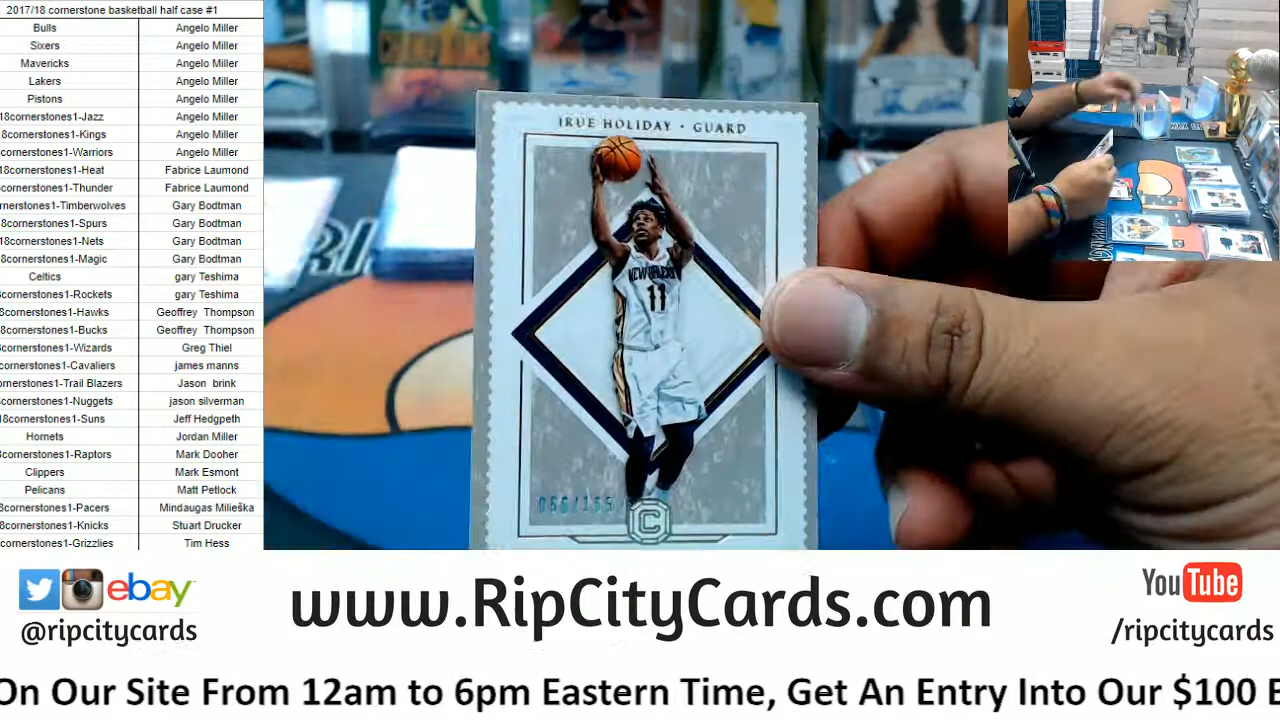 2017/18 cornerstone basketball half case #1
Bulls Angelo Miller
Sixers Angelo Miller
Mavericks Angelo Miller
Lakers Angelo Miller
Pistons Angelo Miller
18cornerstones1-Jazz Angelo Miller
8cornerstones1-Kings Angelo Miller
cornerstones1-Warriors Angelo Miller
18cornerstones1-Heat Fabrice Laumond
cornerstones1-Thunder Fabrice Laumond
rnerstones1-Timberwolves Gary Bodtman
cornerstones1-Spurs Gary Bodtman
18cornerstones1-Nets Gary Bodtman
8cornerstones1-Magic Gary Bodtman
Celtics gary Teshima
cornerstones1-Rockets gary Teshima
8cornerstones1-Hawks Geoffrey Thompson
8cornerstones1-Bucks Geoffrey Thompson
cornerstones1-Wizards Greg Thiel
cornerstones1-Cavaliers james manns
ornerstones1-Trail Blazers Jason brink
cornerstones1-Nuggets jason silverman
18cornerstones1-Suns Jeff Hedgpeth
Hornets Jordan Miller
cornerstones1-Raptors Mark Dooher
Clippers Mark Esmont
Pelicans Matt Petlock
cornerstones1-Pacers Mindaugas Milieška
8cornerstones1-Knicks Stuart Drucker
cornerstones1-Grizzlies Tim Hess
JRUE HOLIDAY • GUARD
NEW ORLEANS
11
C
ebay
@ripcitycards
www.RipCityCards.com
YouTube
/ripcitycards
On Our Site From 12am to 6pm Eastern Time, Get An Entry Into Our $100